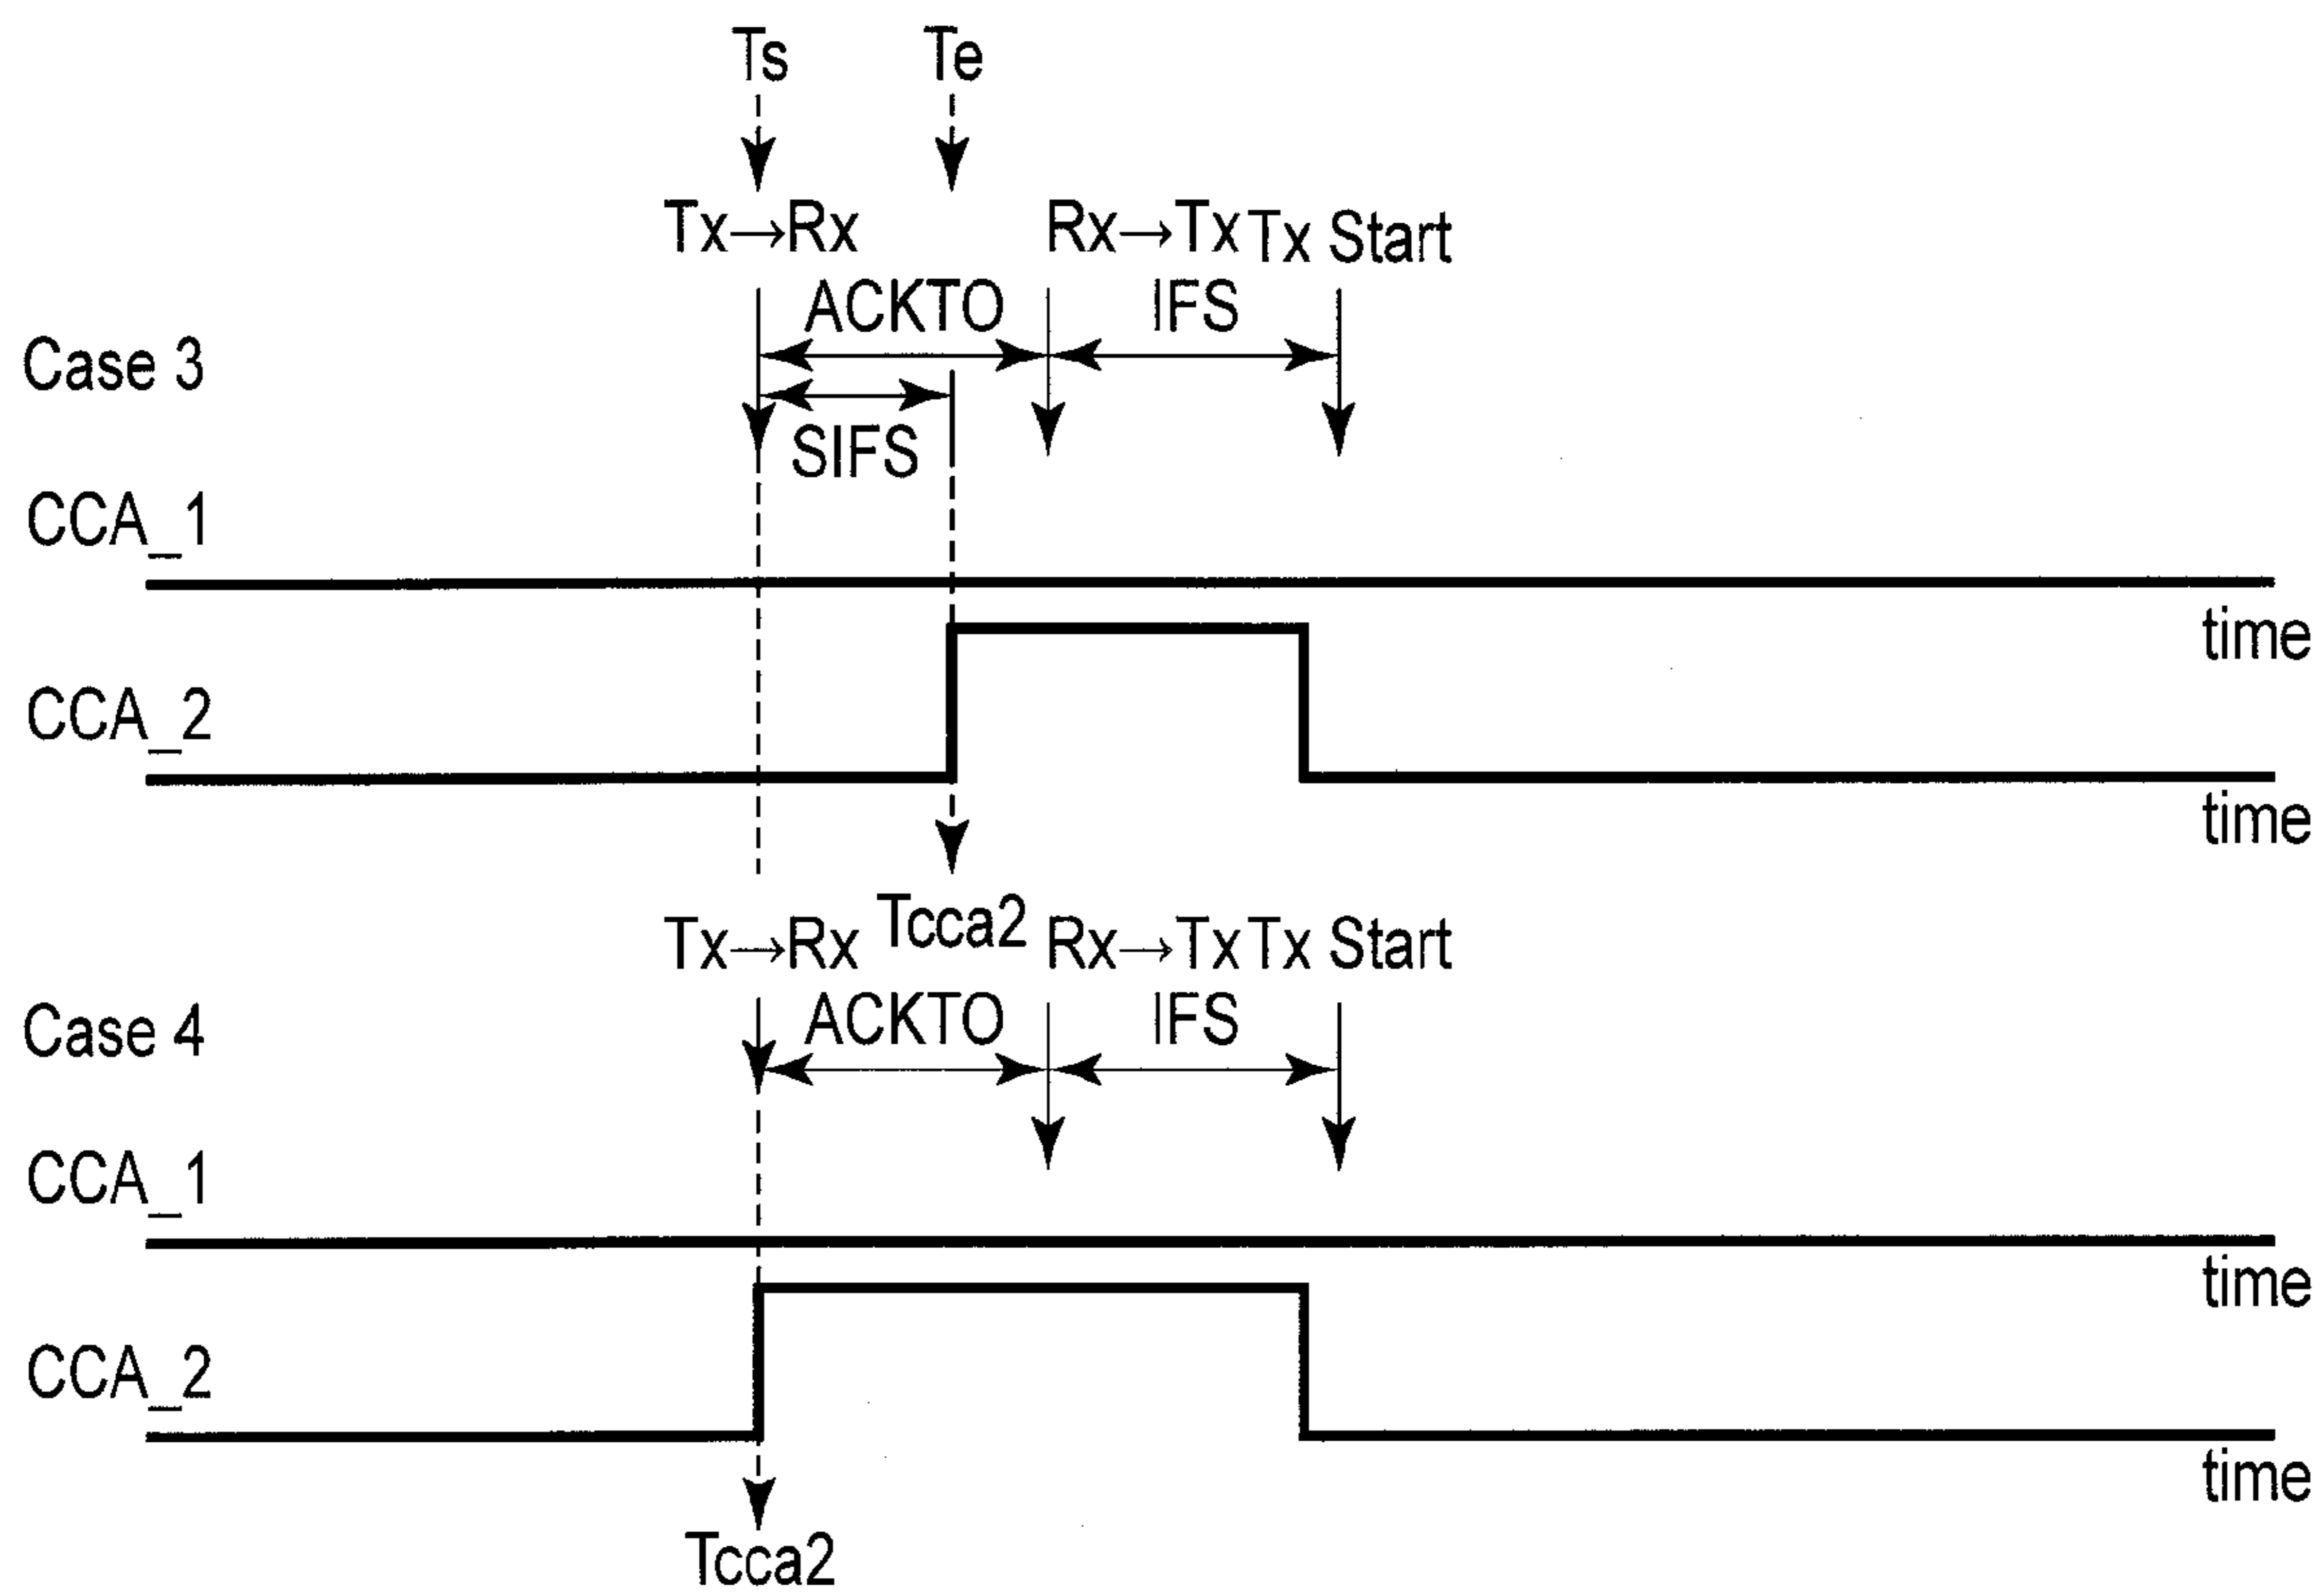 Ts Te
Tx→Rx Rx→Tx Tx Start
ACKTO IFS
Case 3
SIFS
CCA_1
time
CCA_2
time
Tcca2
Tx→Rx Rx→Tx Tx Start
ACKTO IFS
Case 4
CCA_1
time
CCA_2
time
Tcca2